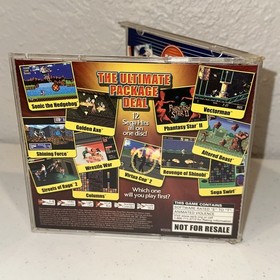 THE ULTIMATE
PACKAGE
DEAL
12
Sega Hits
all on
one disc!
Sonic the Hedgehog
Golden Axe
Phantasy Star II
Vectorman
Shining Force
Wrestle War
Altered Beast
Streets of Rage 2
Columns
Virtua Cop 2
Revenge of Shinobi
Sega Swirl
Which one
will you play first?
THIS GAME CONTAINS
ANIMATED VIOLENCE
NOT FOR RESALE